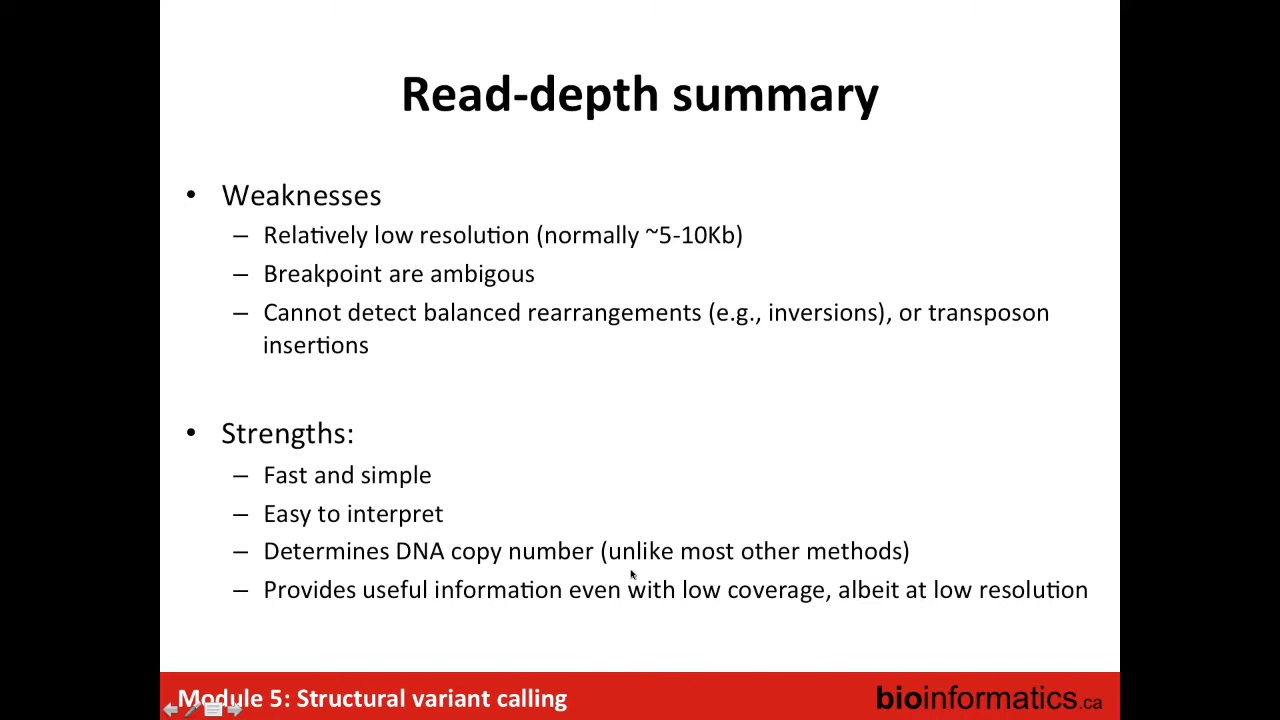 Read-depth summary
• Weaknesses
– Relatively low resolution (normally ~5-10Kb)
– Breakpoint are ambigous
– Cannot detect balanced rearrangements (e.g., inversions), or transposon
insertions
• Strengths:
– Fast and simple
– Easy to interpret
– Determines DNA copy number (unlike most other methods)
– Provides useful information even with low coverage, albeit at low resolution
Module 5: Structural variant calling
bioinformatics.ca